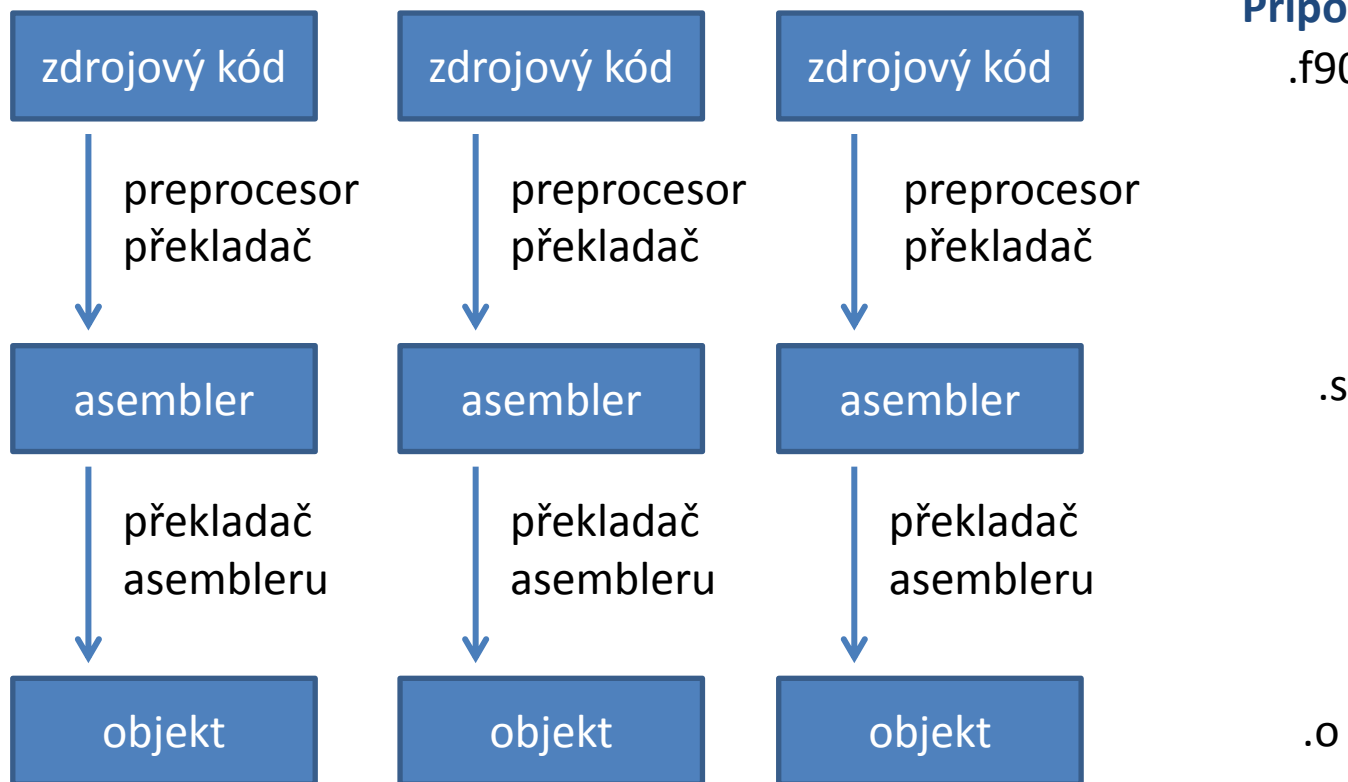 Přípo
zdrojový kód zdrojový kód zdrojový kód .f90
preprocesor preprocesor preprocesor
překladač překladač překladač
asembler asembler asembler .s
překladač překladač překladač
asembleru asembleru asembleru
objekt objekt objekt .o